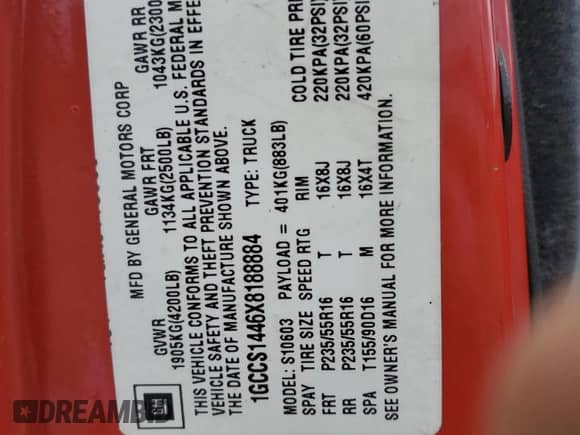 MFD BY GENERAL MOTORS CORP
GVWR GAWR FRT GAWR RR
1905KG(4200LB) 1134KG(2500LB) 1043KG(2300
THIS VEHICLE CONFORMS TO ALL APPLICABLE U.S. FEDERAL M
VEHICLE SAFETY AND THEFT PREVENTION STANDARDS IN EFFE
THE DATE OF MANUFACTURE SHOWN ABOVE.
1GCCS1446X8188884 TYPE: TRUCK
MODEL: S10603 PAYLOAD = 401KG(883LB)
SPAY TIRE SIZE SPEED RTG RIM COLD TIRE PR
FRT P235/55R16 T 16X8J 220KPA(32PSI)
RR P235/55R16 T 16X8J 220KPA(32PSI)
SPA T155/90D16 M 16X4T 420KPA(60PSI
SEE OWNER'S MANUAL FOR MORE INFORMATION.
GM
DREAMBID